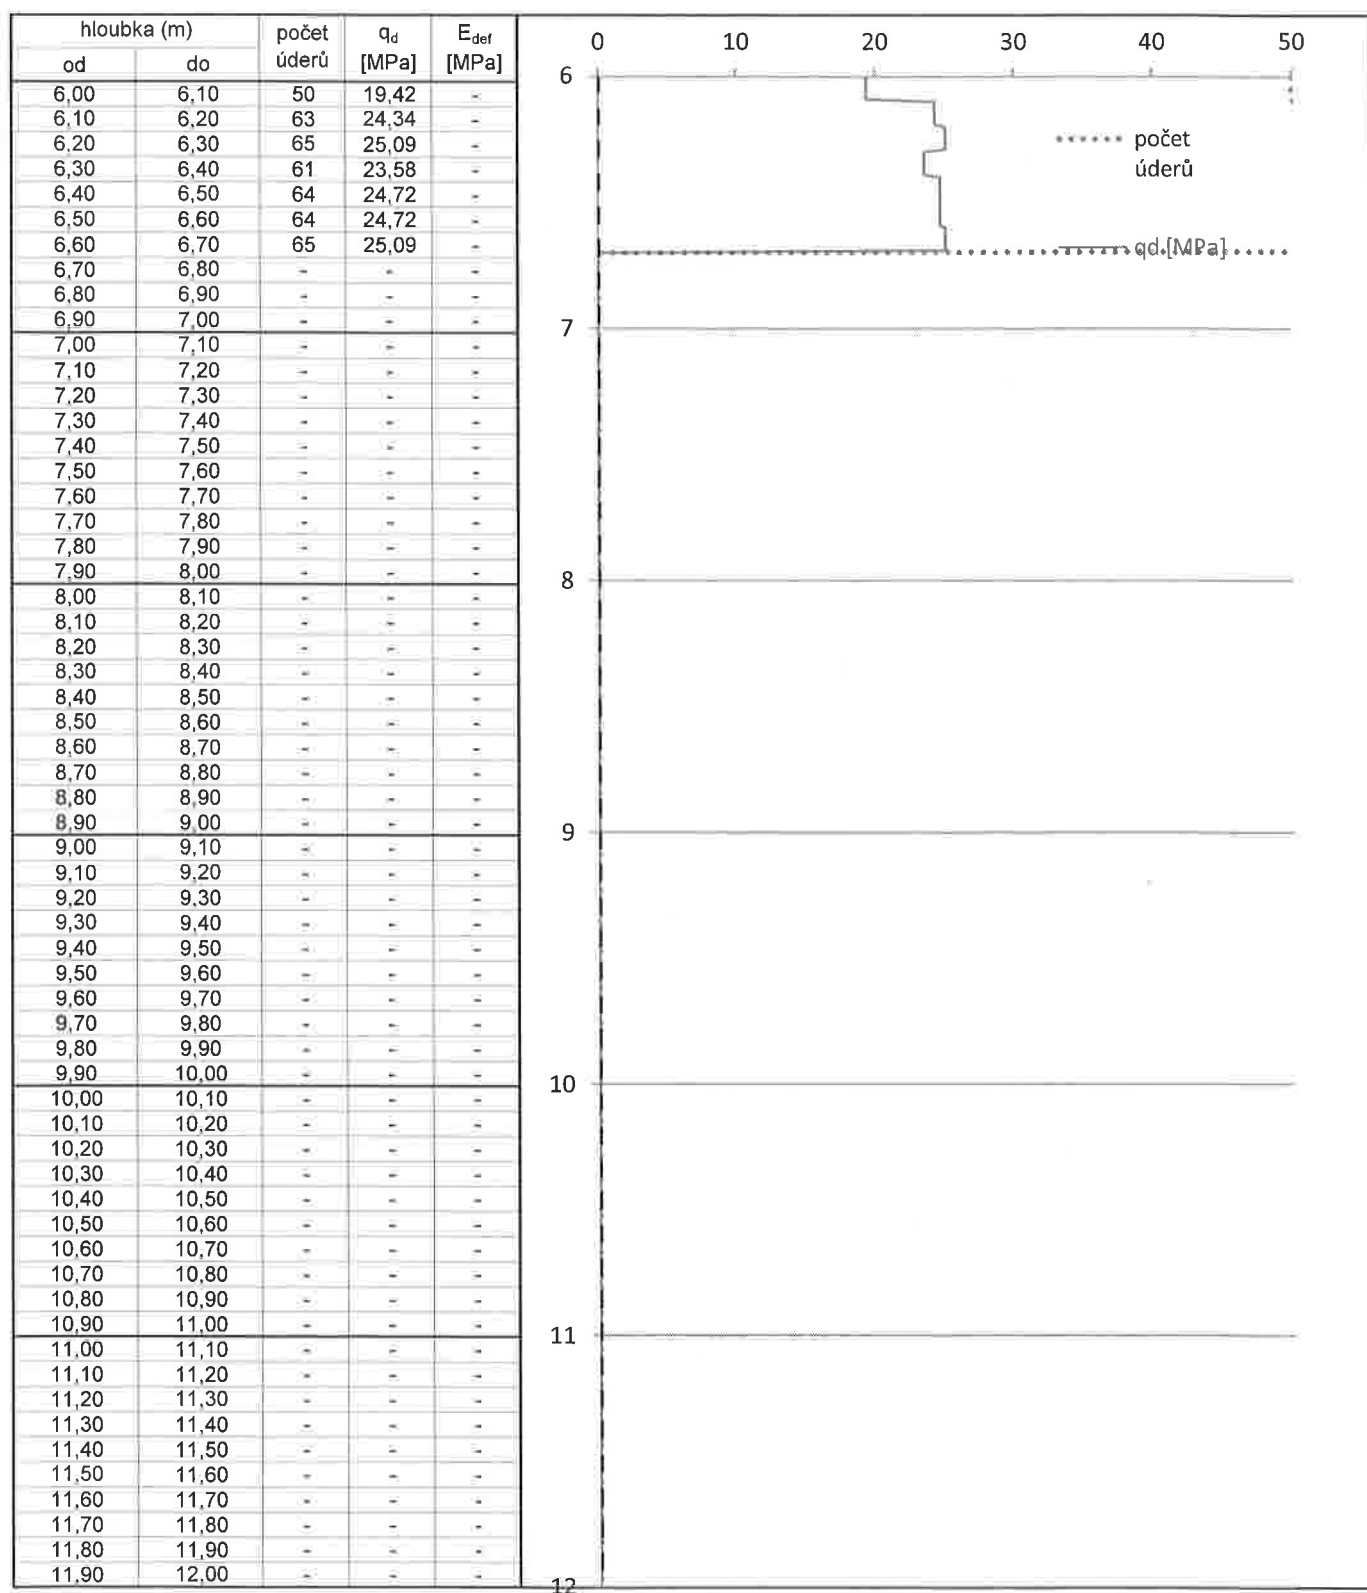 hloubka (m) počet úderů qd [MPa] Edef [MPa]
od do
6,00 6,10 50 19,42 -
6,10 6,20 63 24,34 -
6,20 6,30 65 25,09 -
6,30 6,40 61 23,58 -
6,40 6,50 64 24,72 -
6,50 6,60 64 24,72 -
6,60 6,70 65 25,09 -
6,70 6,80 - - -
6,80 6,90 - - -
6,90 7,00 - - -
7,00 7,10 - - -
7,10 7,20 - - -
7,20 7,30 - - -
7,30 7,40 - - -
7,40 7,50 - - -
7,50 7,60 - - -
7,60 7,70 - - -
7,70 7,80 - - -
7,80 7,90 - - -
7,90 8,00 - - -
8,00 8,10 - - -
8,10 8,20 - - -
8,20 8,30 - - -
8,30 8,40 - - -
8,40 8,50 - - -
8,50 8,60 - - -
8,60 8,70 - - -
8,70 8,80 - - -
8,80 8,90 - - -
8,90 9,00 - - -
9,00 9,10 - - -
9,10 9,20 - - -
9,20 9,30 - - -
9,30 9,40 - - -
9,40 9,50 - - -
9,50 9,60 - - -
9,60 9,70 - - -
9,70 9,80 - - -
9,80 9,90 - - -
9,90 10,00 - - -
10,00 10,10 - - -
10,10 10,20 - - -
10,20 10,30 - - -
10,30 10,40 - - -
10,40 10,50 - - -
10,50 10,60 - - -
10,60 10,70 - - -
10,70 10,80 - - -
10,80 10,90 - - -
10,90 11,00 - - -
11,00 11,10 - - -
11,10 11,20 - - -
11,20 11,30 - - -
11,30 11,40 - - -
11,40 11,50 - - -
11,50 11,60 - - -
11,60 11,70 - - -
11,70 11,80 - - -
11,80 11,90 - - -
11,90 12,00 - - -
0 10 20 30 40 50
6
počet
úderů
qd [MPa]
7
8
9
10
11
12